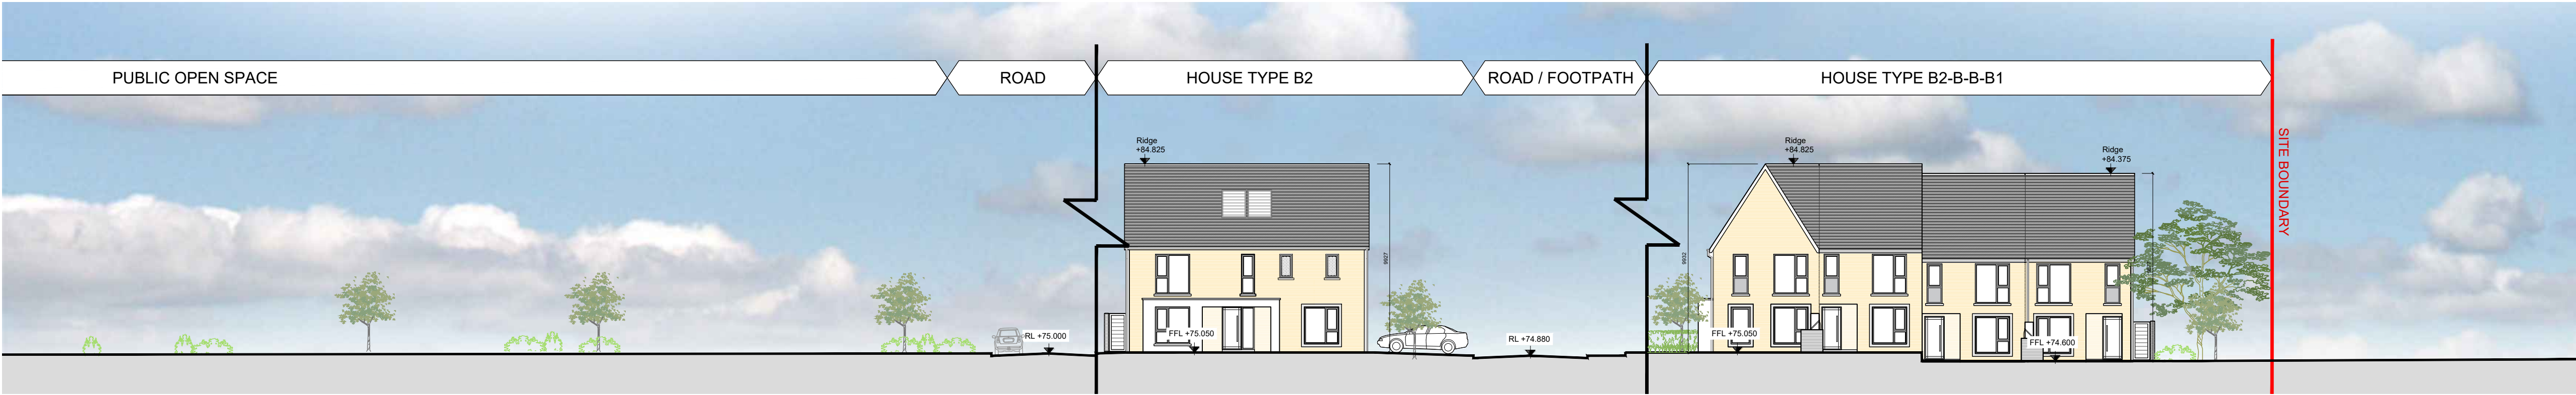 PUBLIC OPEN SPACE
ROAD
HOUSE TYPE B2
ROAD / FOOTPATH
HOUSE TYPE B2-B-B-B1
SITE BOUNDARY
Ridge
+84.825
Ridge
+84.825
Ridge
+84.375
9927
9932
RL +75.000
FFL +75.050
RL +74.880
FFL +75.050
FFL +74.600